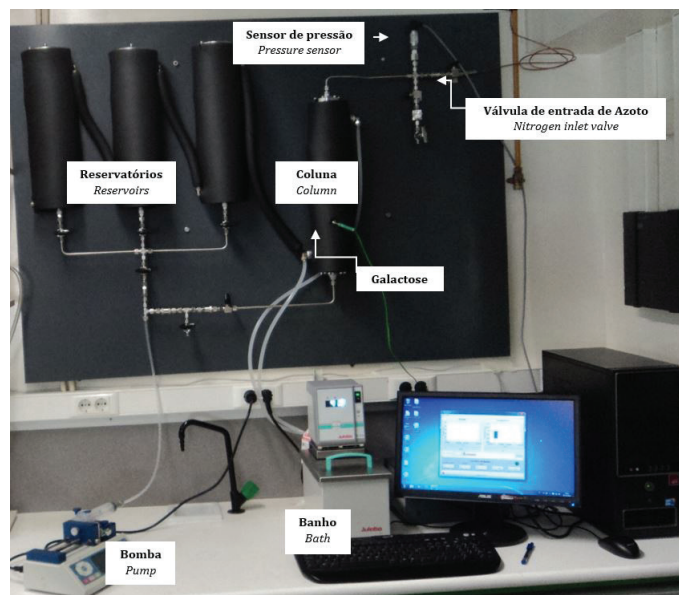 Sensor de pressão
Pressure sensor
Válvula de entrada de Azoto
Nitrogen inlet valve
Reservatórios
Reservoirs
Coluna
Column
Galactose
Banho
Bath
ASUS
Bomba
Pump